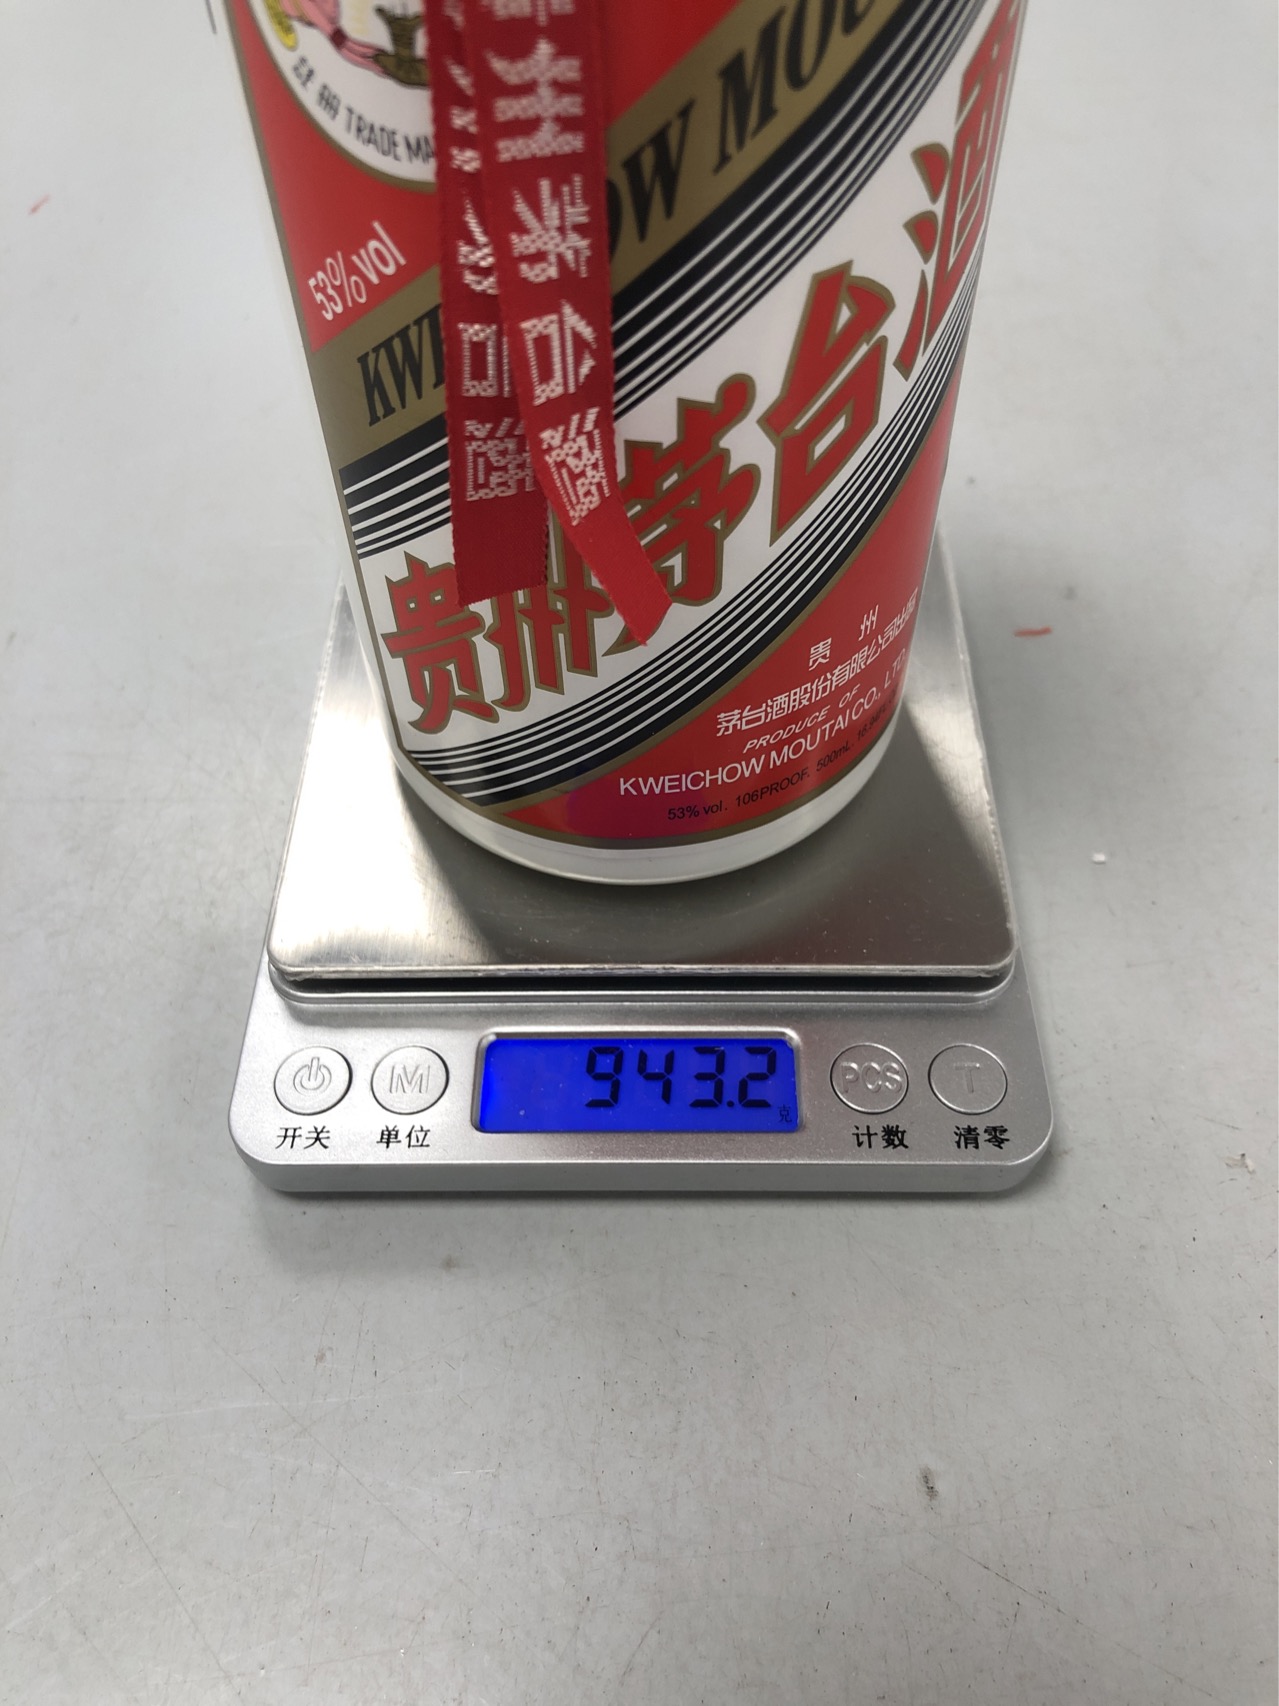 注册 TRADE MA
53%vol
KWE
OW MOU
贵州茅台酒
贵 州
茅台酒股份有限公司出品
PRODUCE OF
KWEICHOW MOUTAI CO., LTD.
53% vol. 106PROOF. 500mL.
943.2
克
PCS
T
M
开关
单位
计数
清零